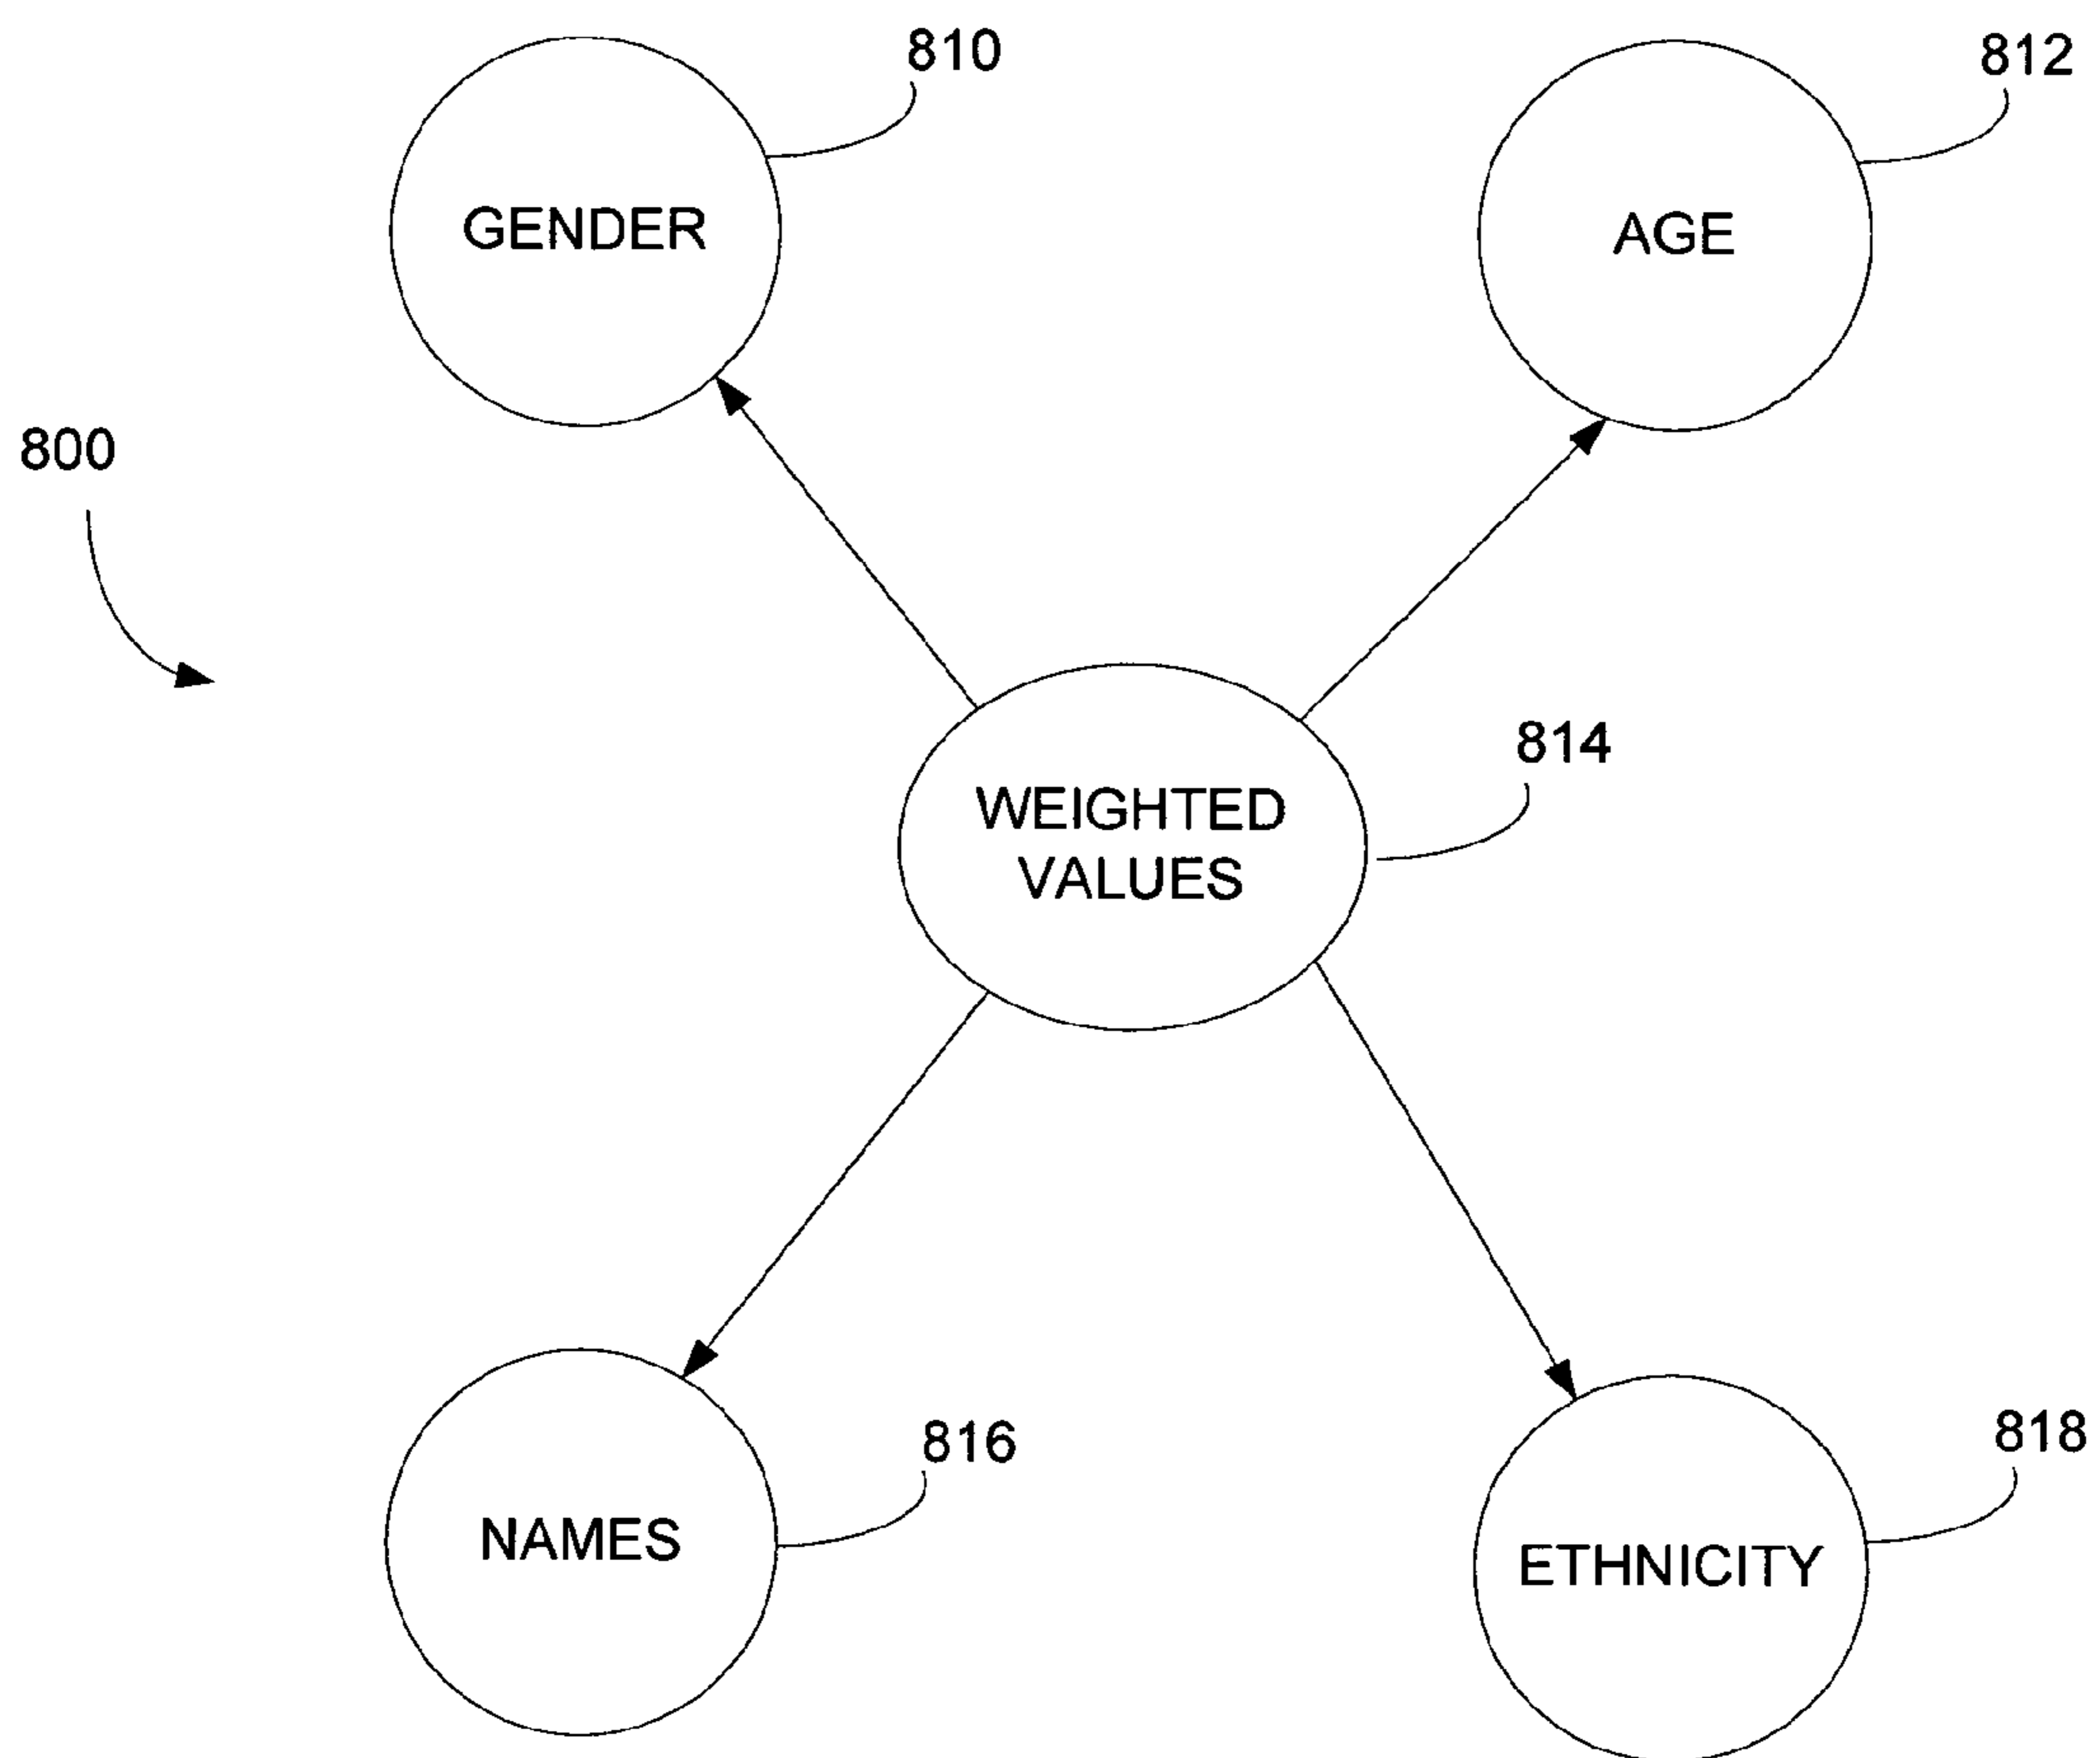 810
812
GENDER
AGE
800
814
WEIGHTED
VALUES
816
818
NAMES
ETHNICITY